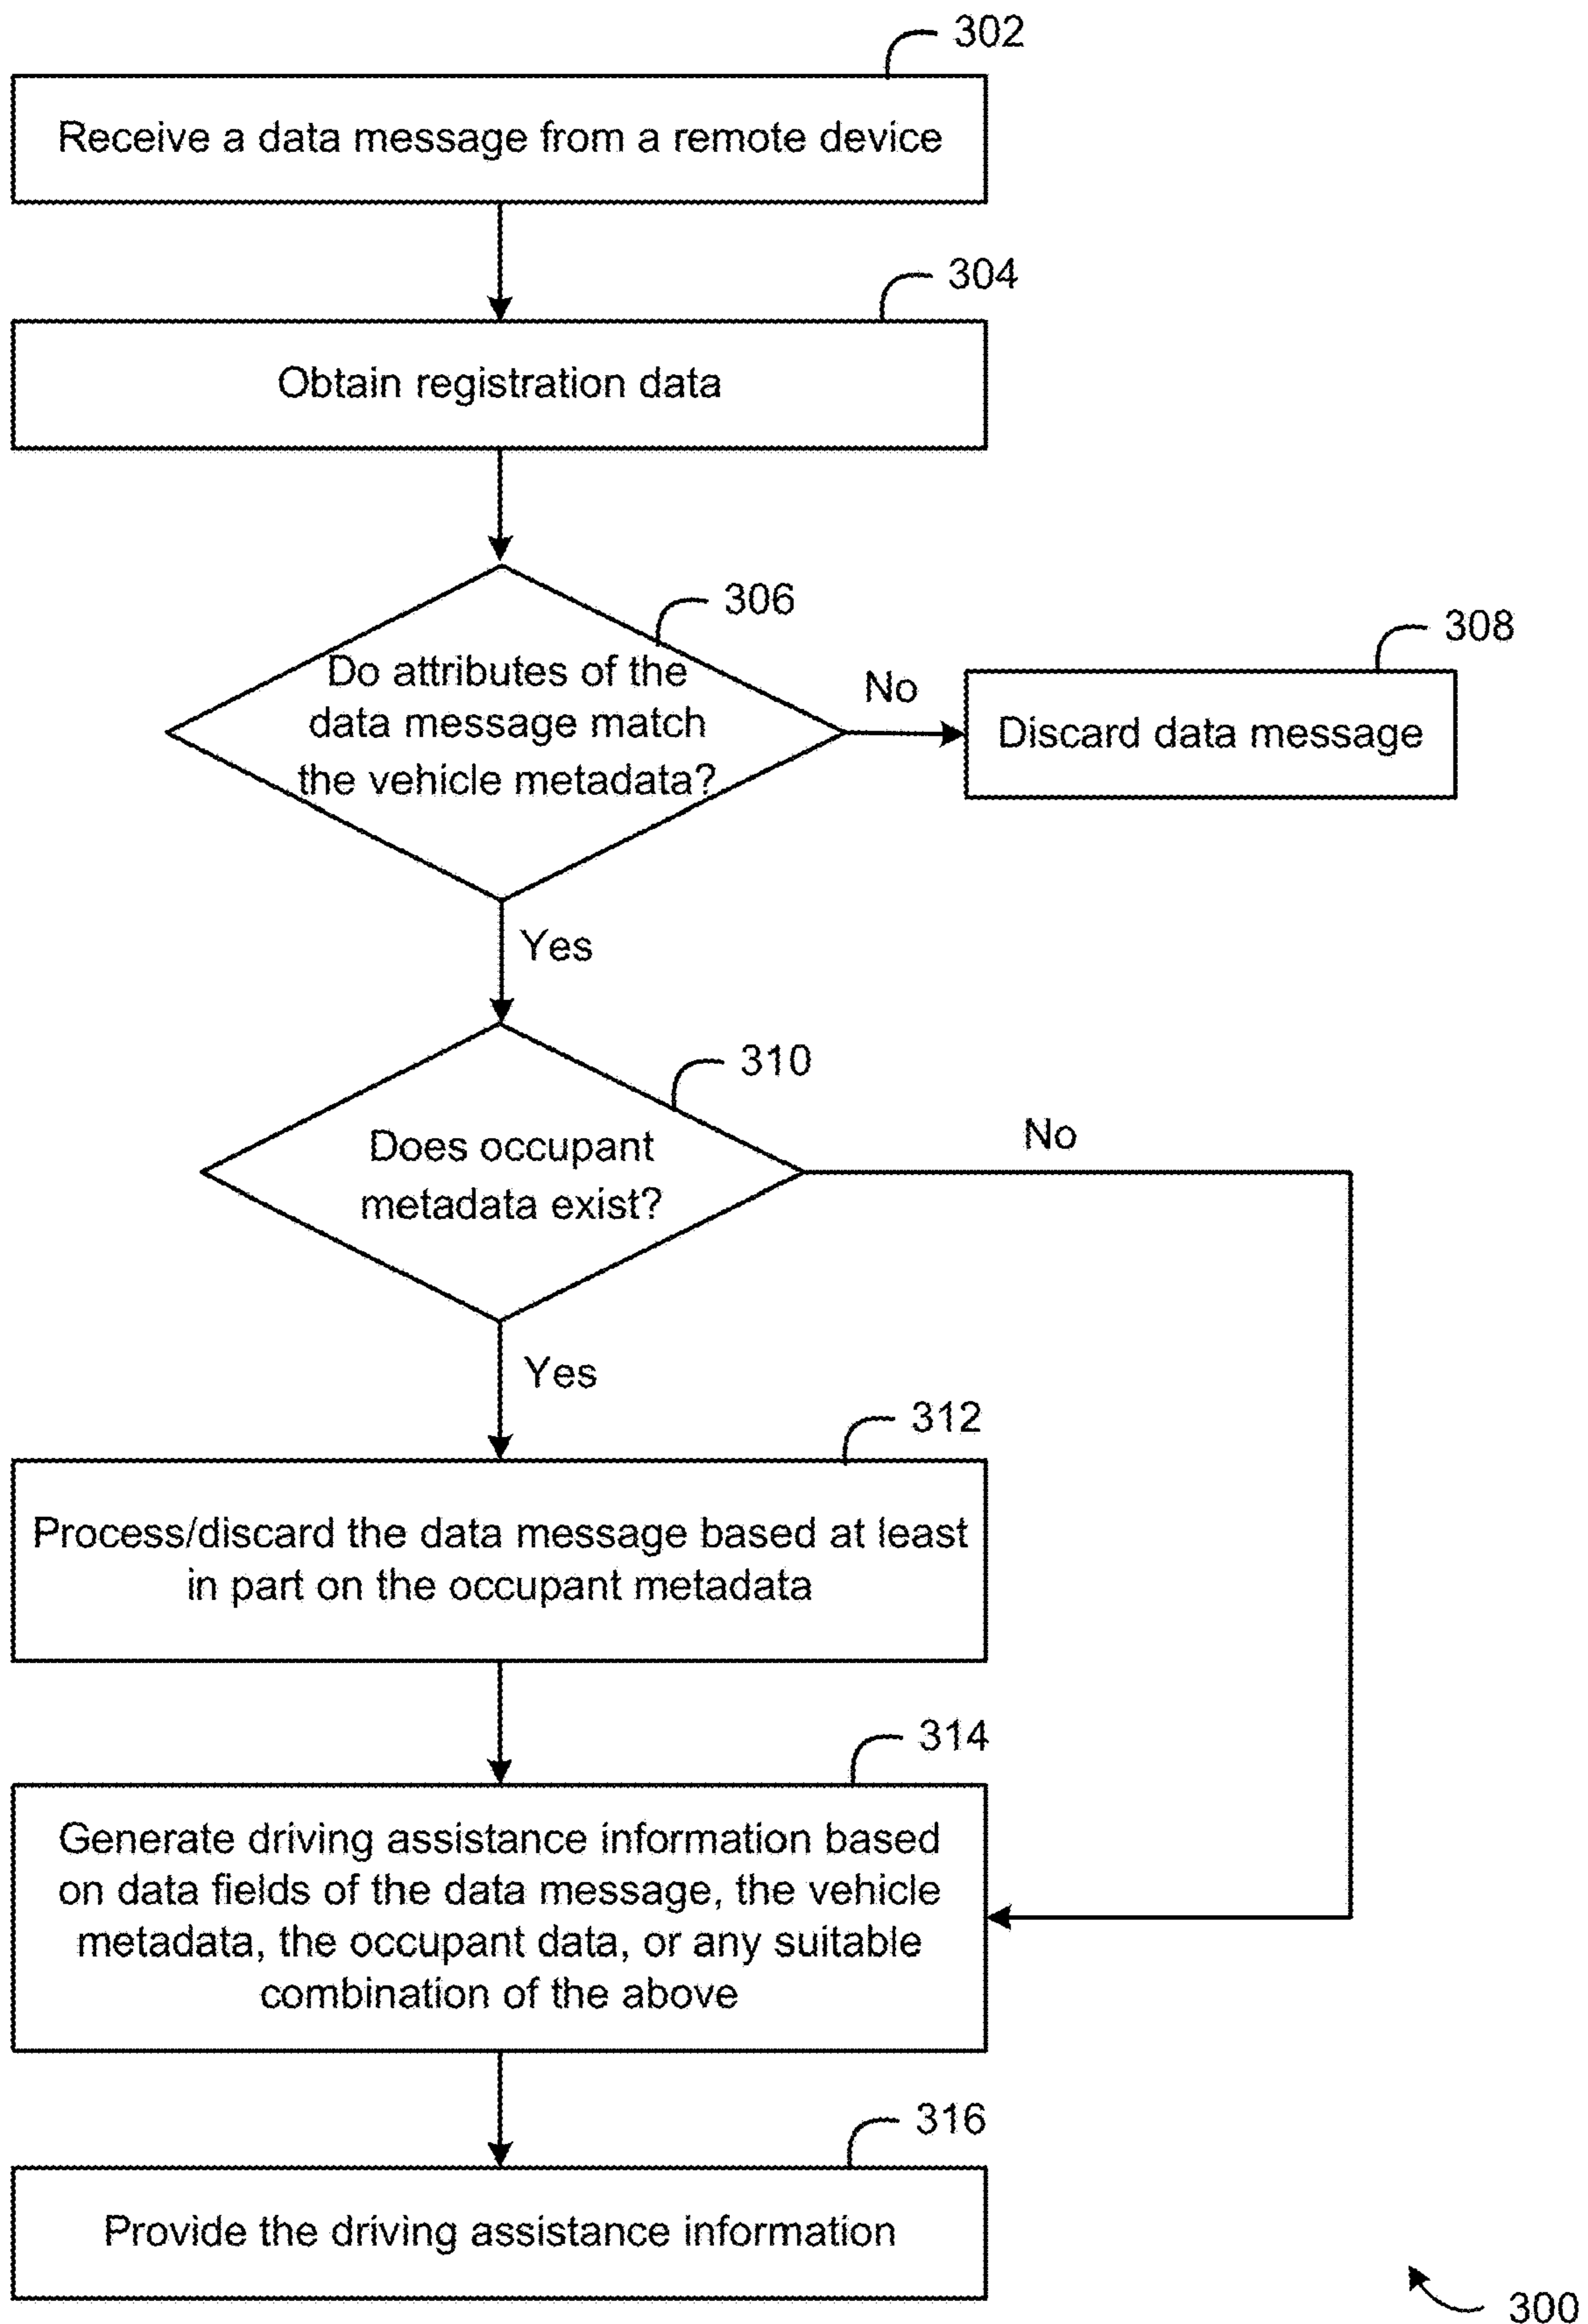 302
Receive a data message from a remote device
304
Obtain registration data
306
Do attributes of the
data message match
the vehicle metadata?
No
308
Discard data message
Yes
310
Does occupant
metadata exist?
No
Yes
312
Process/discard the data message based at least
in part on the occupant metadata
314
Generate driving assistance information based
on data fields of the data message, the vehicle
metadata, the occupant data, or any suitable
combination of the above
316
Provide the driving assistance information
300